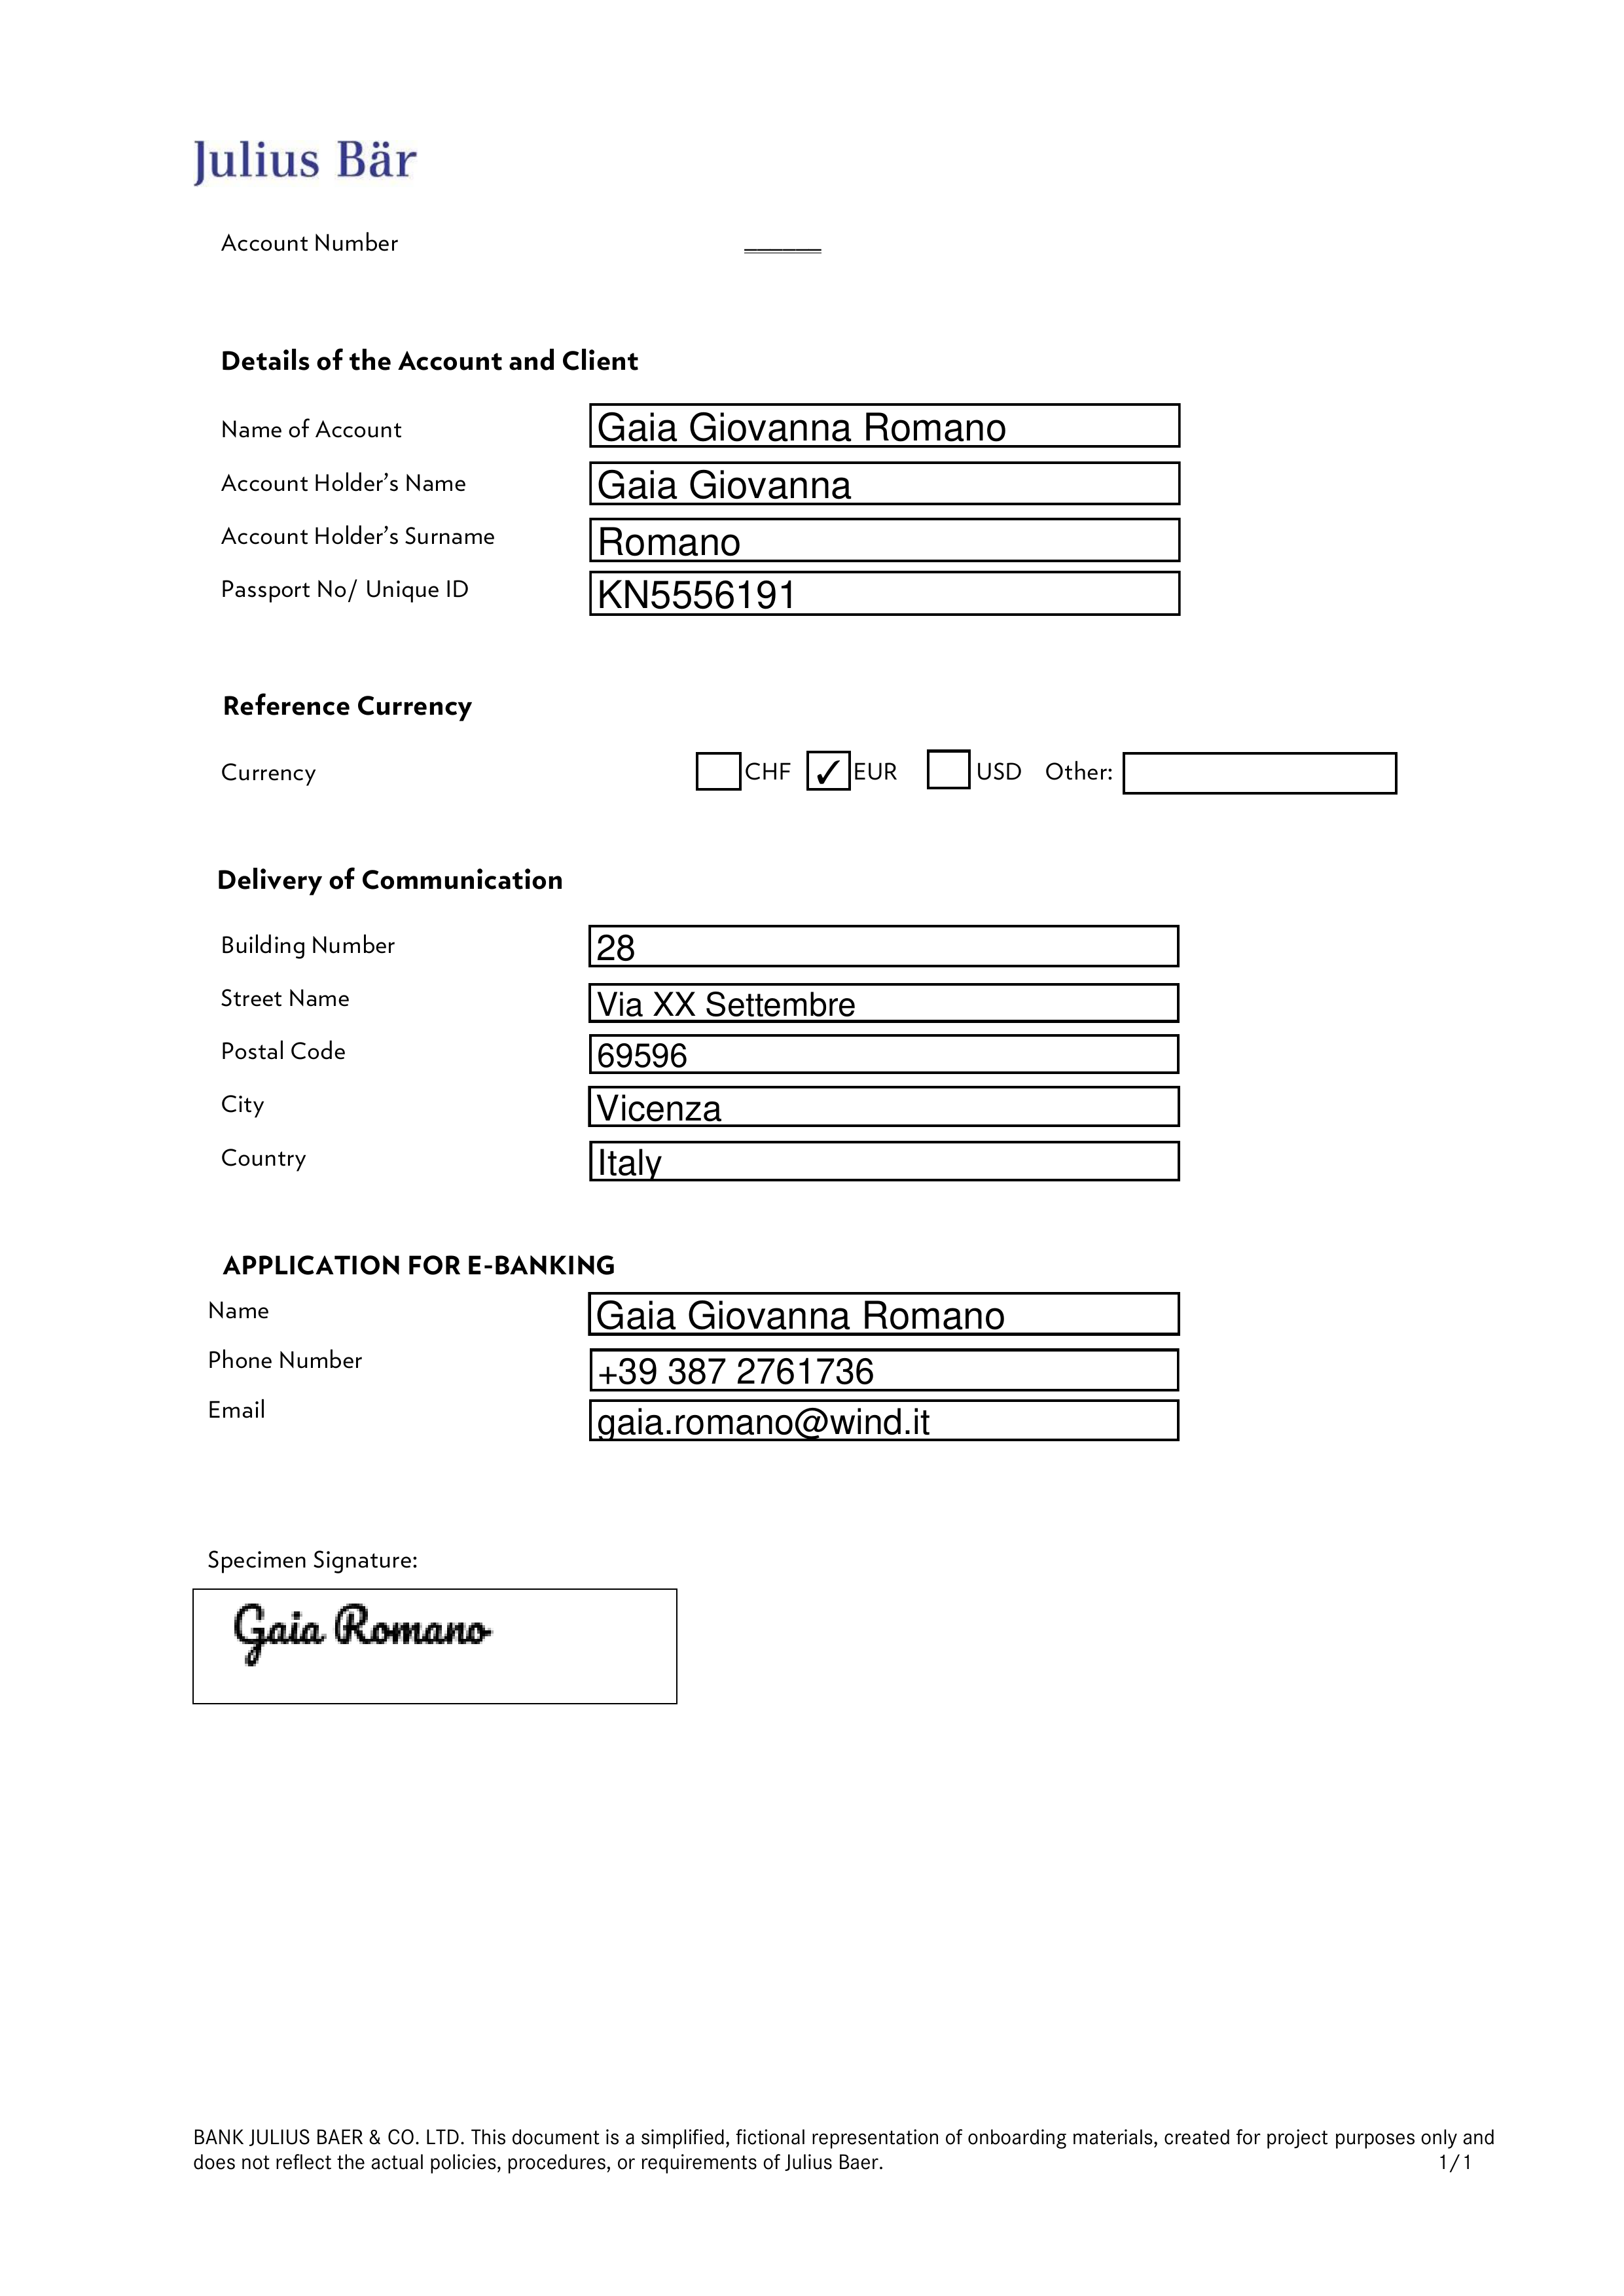 Julius Bär
Account Number ______
Details of the Account and Client
Name of Account Gaia Giovanna Romano
Account Holder’s Name Gaia Giovanna
Account Holder’s Surname Romano
Passport No/ Unique ID KN5556191
Reference Currency
Currency CHF ✓ EUR USD Other:
Delivery of Communication
Building Number 28
Street Name Via XX Settembre
Postal Code 69596
City Vicenza
Country Italy
APPLICATION FOR E-BANKING
Name Gaia Giovanna Romano
Phone Number +39 387 2761736
Email gaia.romano@wind.it
Specimen Signature:
Gaia Romano
BANK JULIUS BAER & CO. LTD. This document is a simplified, fictional representation of onboarding materials, created for project purposes only and
does not reflect the actual policies, procedures, or requirements of Julius Baer. 1/1